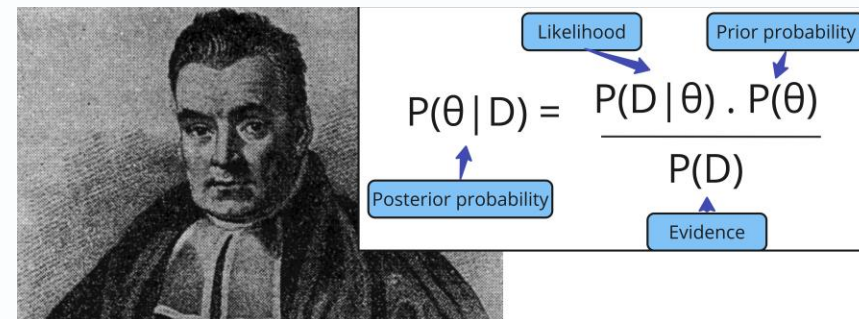 Likelihood
Prior probability
P(θ|D) = P(D|θ) . P(θ)
P(D)
Posterior probability
Evidence